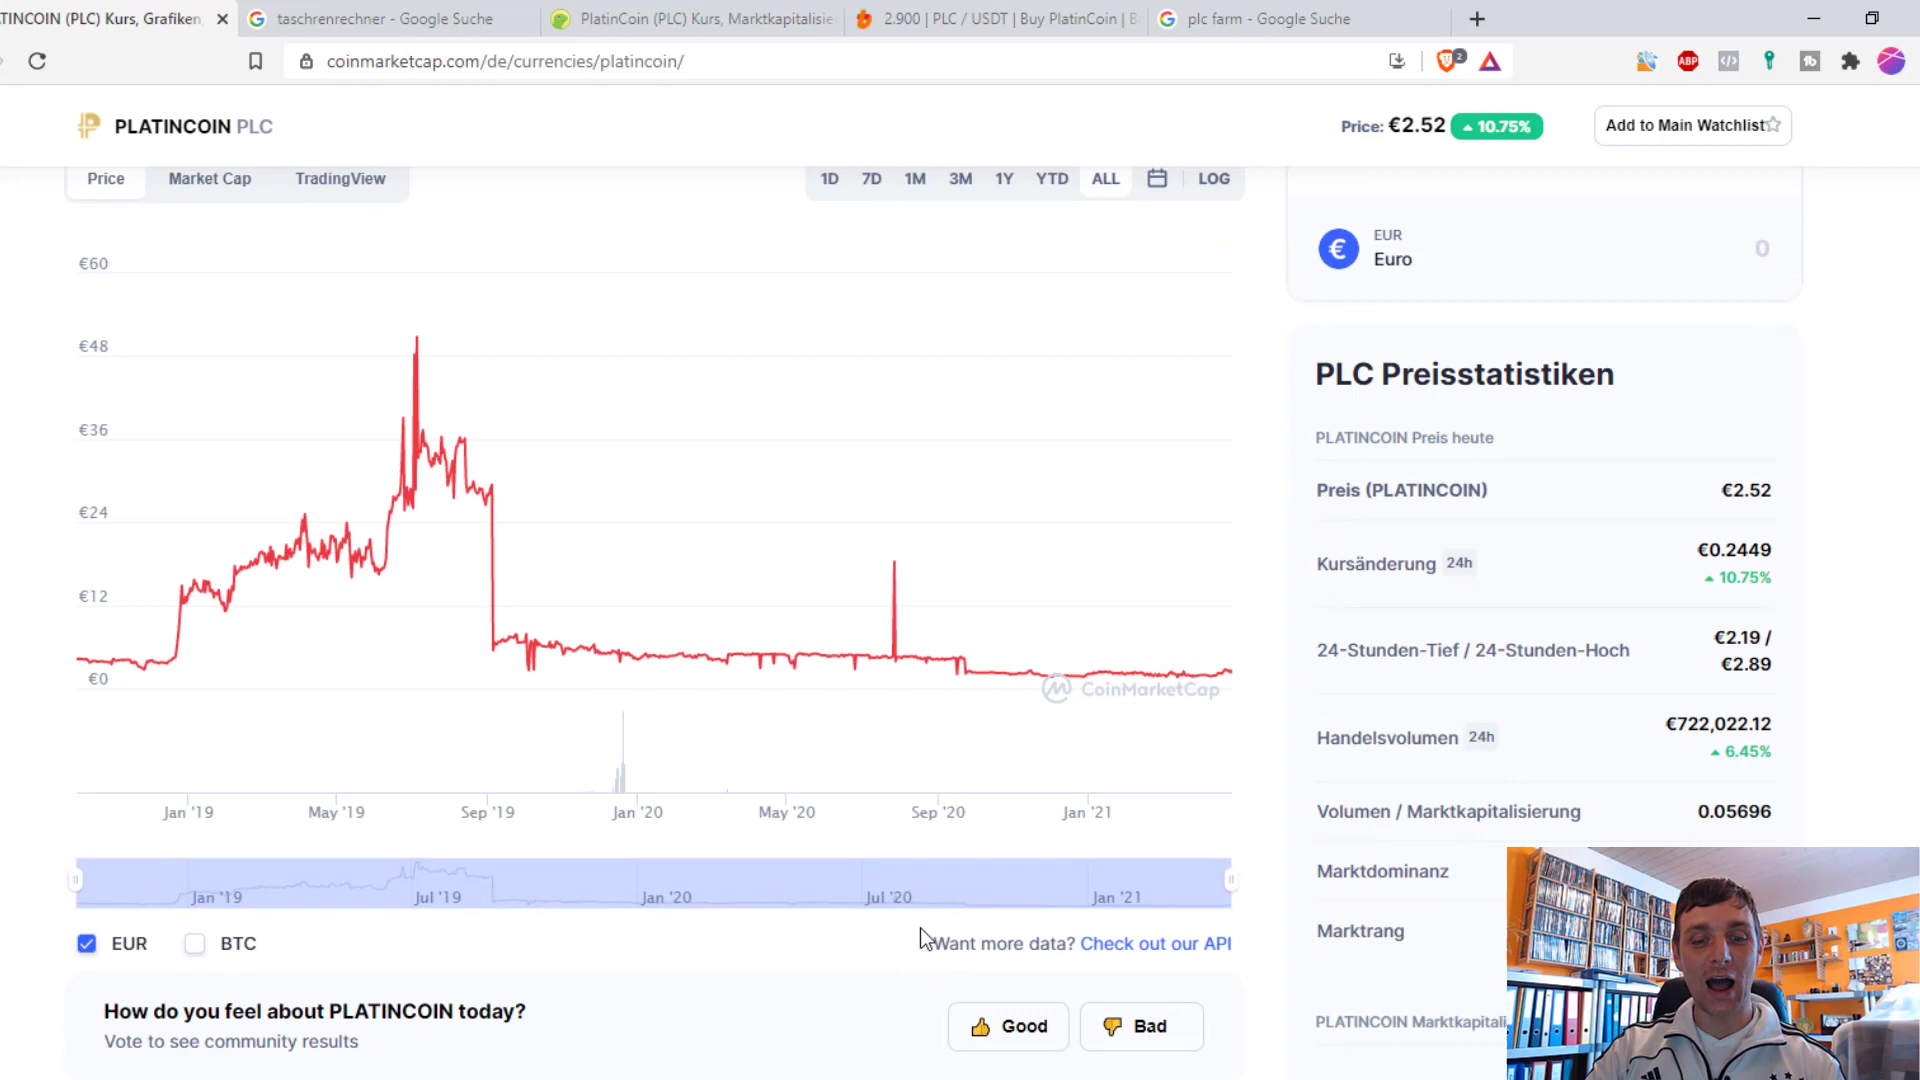 TINCOIN (PLC) Kurs, Grafiken,
taschrenrechner - Google Suche
PlatinCoin (PLC) Kurs, Marktkapitalisie
2.900 | PLC / USDT | Buy PlatinCoin | B
plc farm - Google Suche
coinmarketcap.com/de/currencies/platincoin/
2
ABP
PLATINCOIN PLC
Price: €2.52
10.75%
Add to Main Watchlist
Price
Market Cap
TradingView
1D
7D
1M
3M
1Y
YTD
ALL
LOG
EUR
Euro
0
€60
€48
€36
€24
€12
€0
CoinMarketCap
Jan '19
May '19
Sep '19
Jan '20
May '20
Sep '20
Jan '21
Jan '19
Jul '19
Jan '20
Jul '20
Jan '21
EUR
BTC
Want more data? Check out our API
How do you feel about PLATINCOIN today?
Vote to see community results
Good
Bad
PLC Preisstatistiken
PLATINCOIN Preis heute
Preis (PLATINCOIN)
€2.52
Kursänderung 24h
€0.2449
10.75%
24-Stunden-Tief / 24-Stunden-Hoch
€2.19 /
€2.89
Handelsvolumen 24h
€722,022.12
6.45%
Volumen / Marktkapitalisierung
0.05696
Marktdominanz
Marktrang
PLATINCOIN Marktkapitali